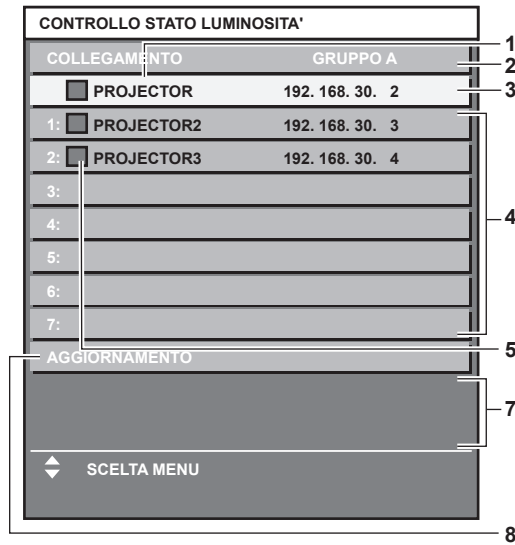 CONTROLLO STATO LUMINOSITA'
COLLEGAMENTO GRUPPO A
PROJECTOR 192. 168. 30. 2
1: PROJECTOR2 192. 168. 30. 3
2: PROJECTOR3 192. 168. 30. 4
3:
4:
5:
6:
7:
AGGIORNAMENTO
SCELTA MENU
1
2
3
4
5
7
8